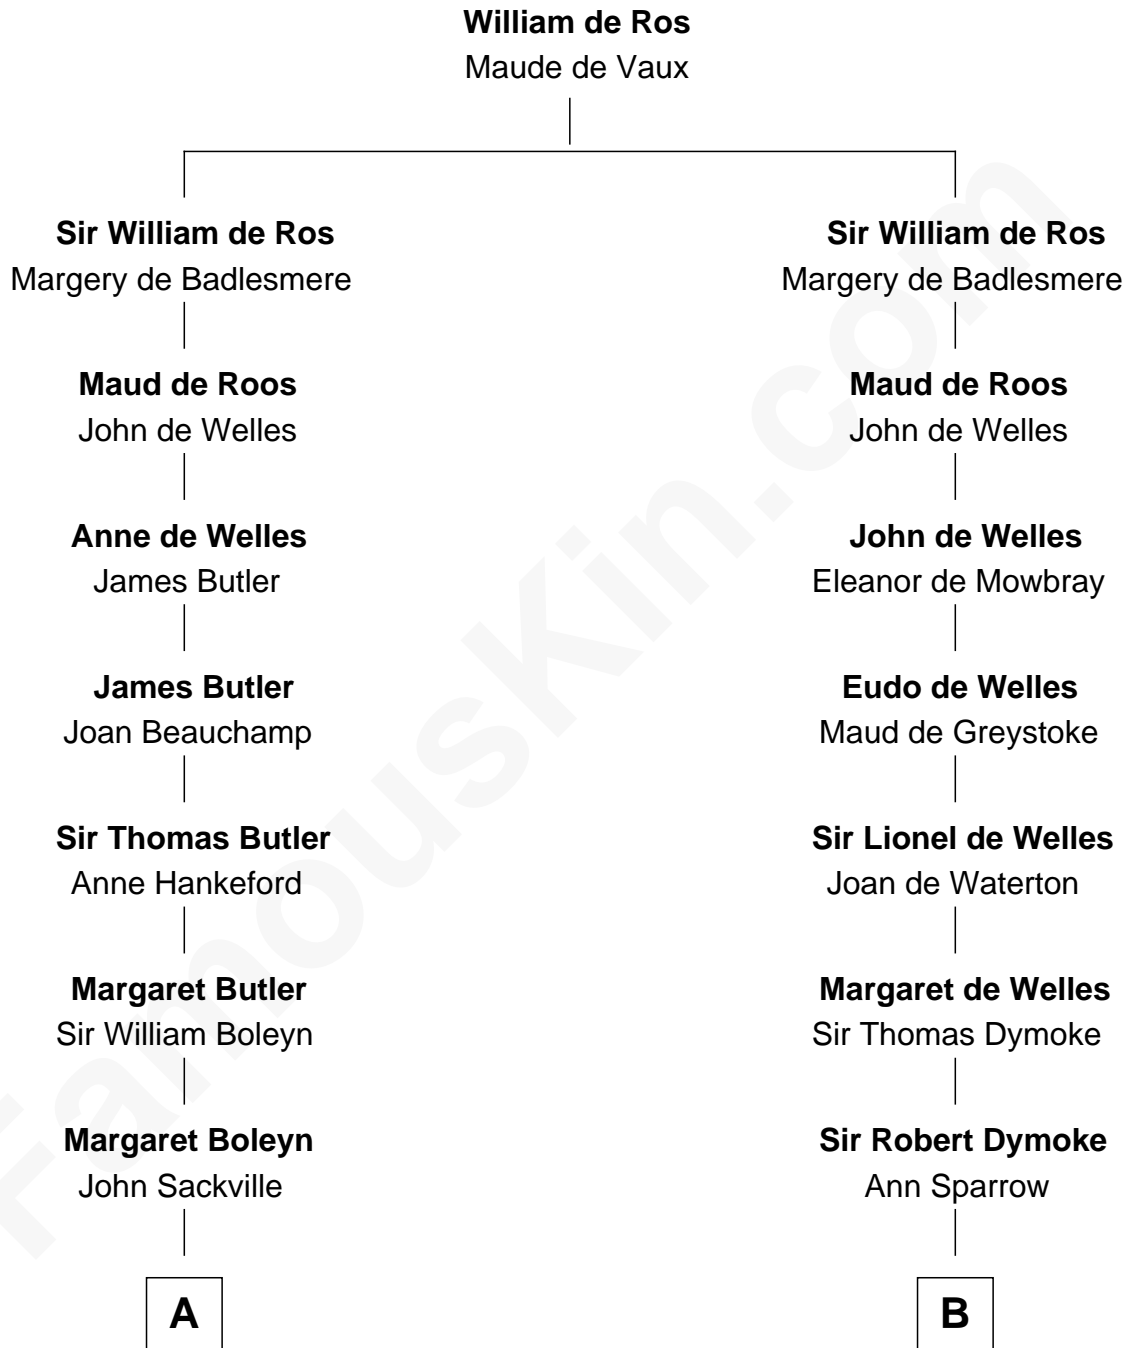 William de Ros
Maude de Vaux
Sir William de Ros
Margery de Badlesmere
Maud de Roos
John de Welles
Anne de Welles
James Butler
James Butler
Joan Beauchamp
Sir Thomas Butler
Anne Hankeford
Margaret Butler
Sir William Boleyn
Margaret Boleyn
John Sackville
A
Sir William de Ros
Margery de Badlesmere
Maud de Roos
John de Welles
John de Welles
Eleanor de Mowbray
Eudo de Welles
Maud de Greystoke
Sir Lionel de Welles
Joan de Waterton
Margaret de Welles
Sir Thomas Dymoke
Sir Robert Dymoke
Ann Sparrow
B
FamousKin.com